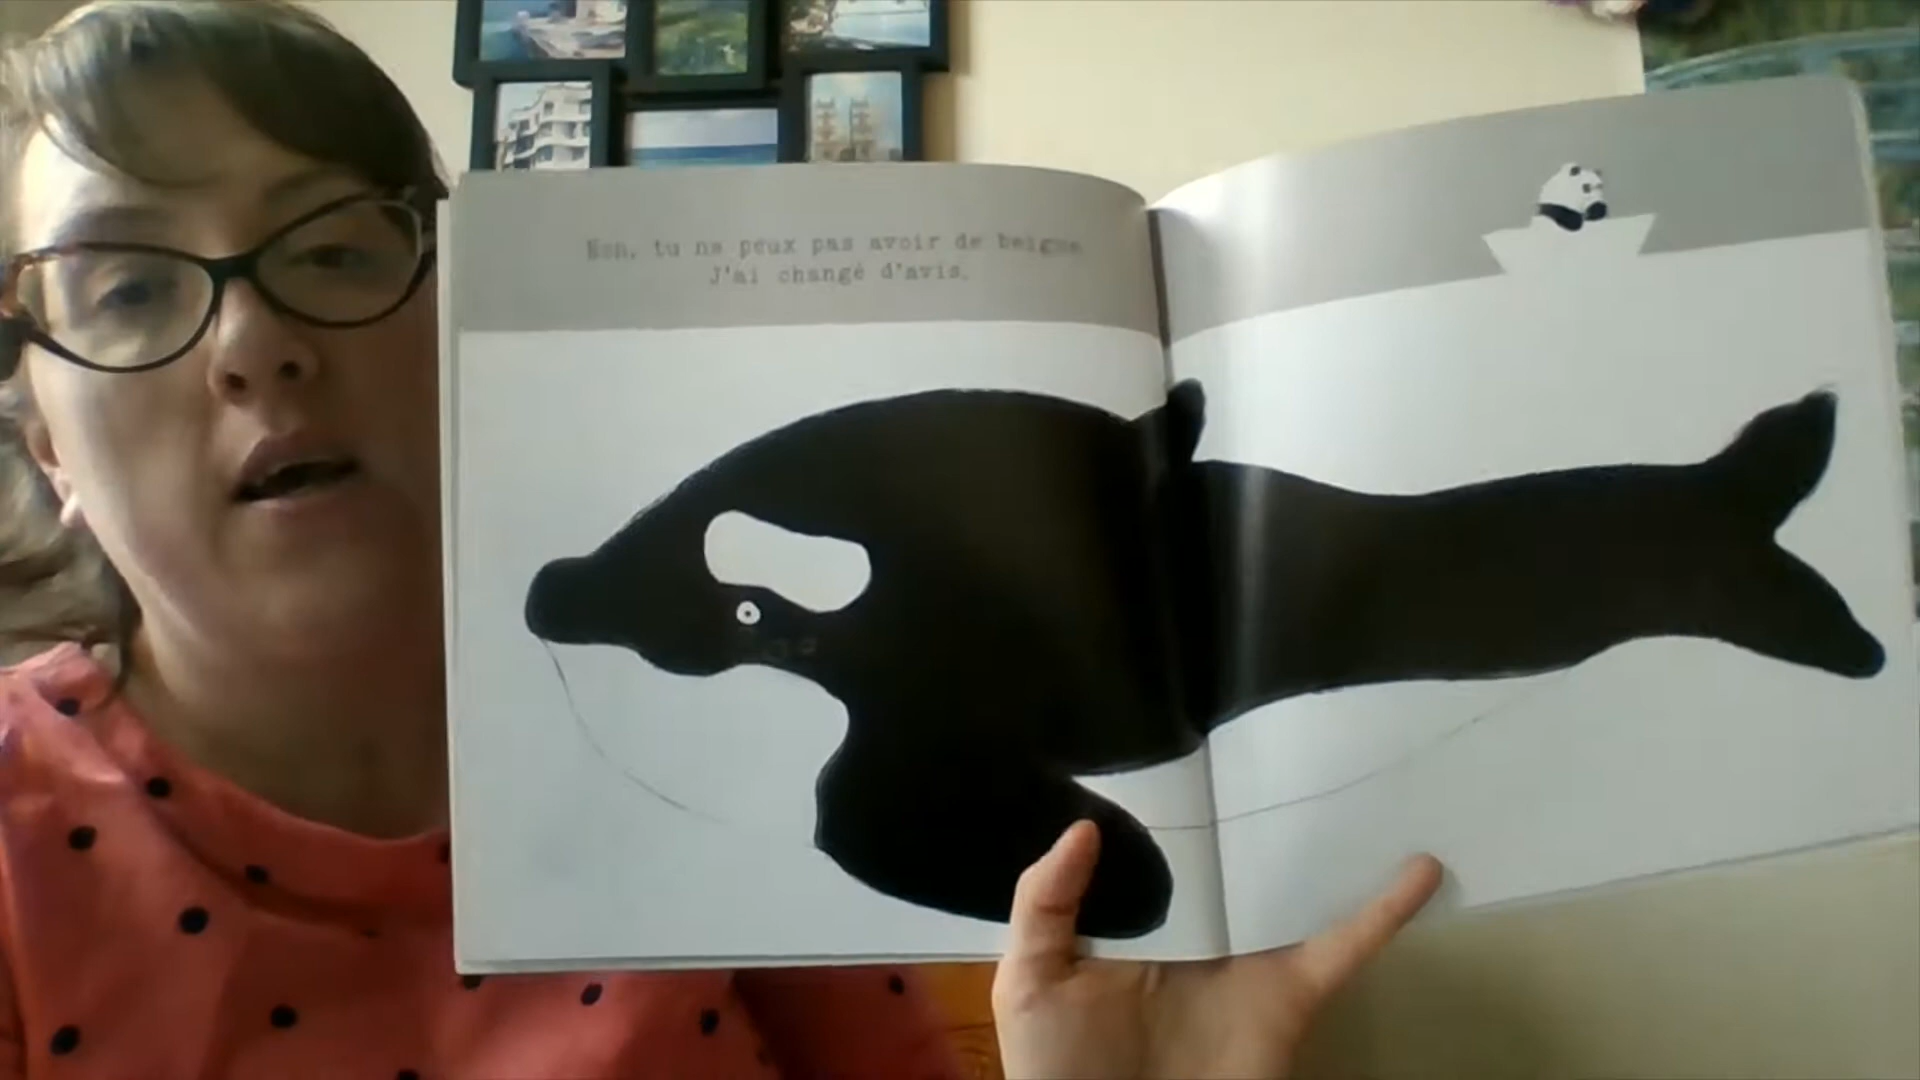 Non, tu ne peux pas avoir de beigne.
J'ai changé d'avis.